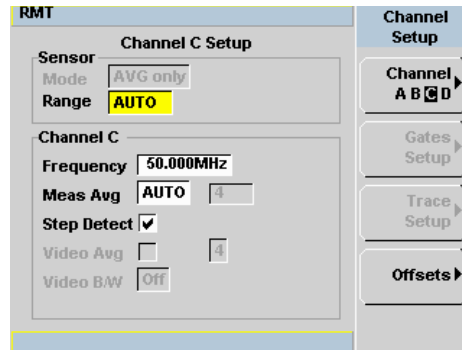 RMT
Channel C Setup
Sensor
Mode AVG only
Range AUTO
Channel C
Frequency 50.000MHz
Meas Avg AUTO 4
Step Detect
Video Avg 4
Video B/W Off
Channel
Setup
Channel
A B C D
Gates
Setup
Trace
Setup
Offsets